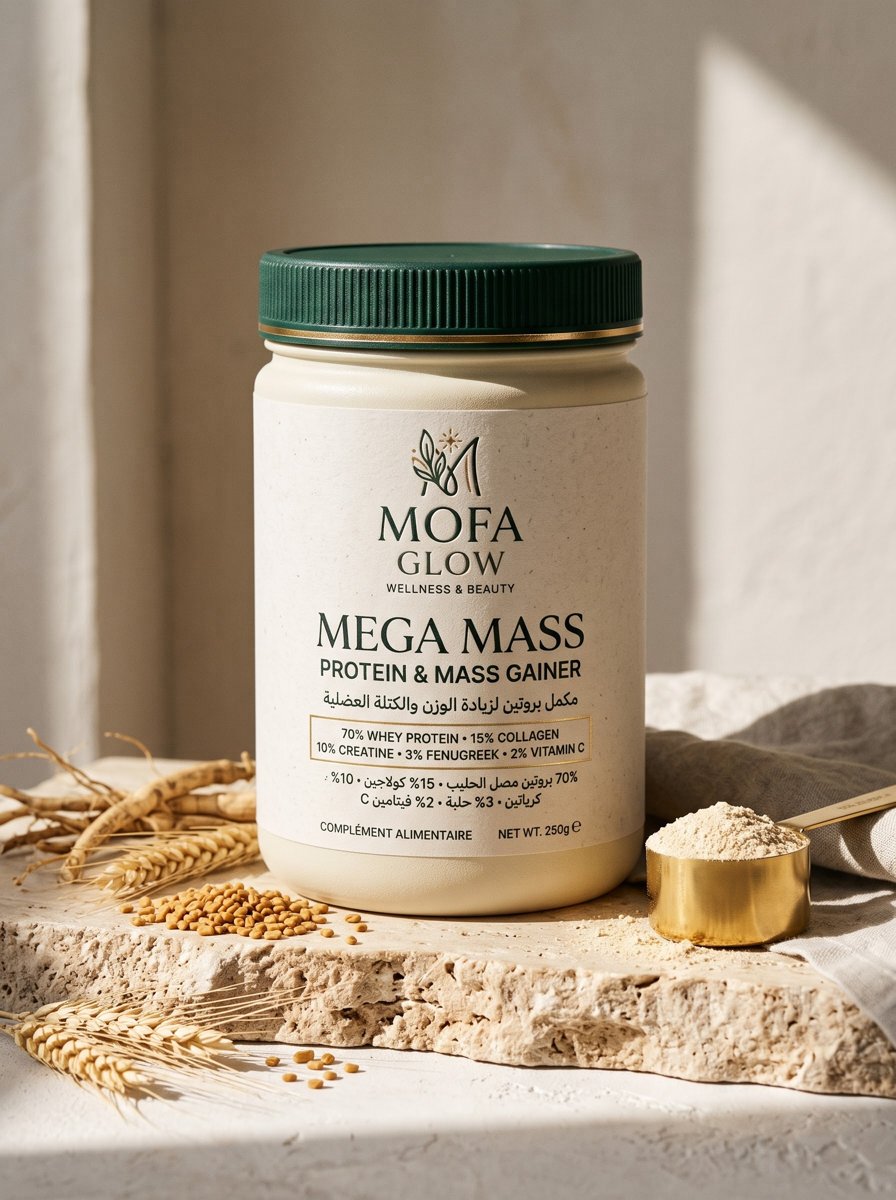 MOFA
GLOW
WELLNESS & BEAUTY
MEGA MASS
PROTEIN & MASS GAINER
مكمل بروتين لزيادة الوزن والكتلة العضلية
70% WHEY PROTEIN • 15% COLLAGEN
10% CREATINE • 3% FENUGREEK • 2% VITAMIN C
70% بروتين مصل الحليب • 15% كولاجين • 10%
كرياتين • 3% حلبة • 2% فيتامين C
COMPLÉMENT ALIMENTAIRE NET WT. 250g ℮